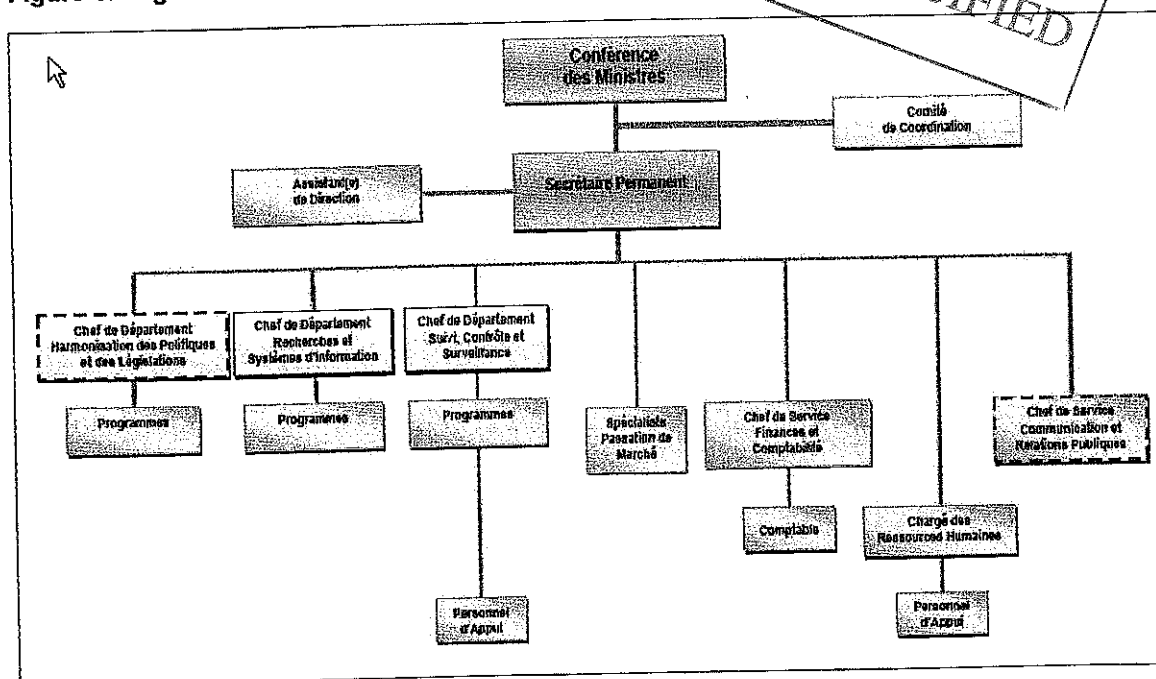 Conférence
des Ministres
Comité
de Coordination
Assistant(e)
de Direction
Secrétaire Permanent
Chef de Département
Harmonisation des Politiques
et des Législations
Chef de Département
Recherches et
Systèmes d'Information
Chef de Département
Suivi, Contrôle et
Surveillance
Programmes
Programmes
Programmes
Spécialiste
Passation de
Marché
Chef de Service
Finances et
Comptabilité
Chef de Service
Communication et
Relations Publiques
Comptable
Chargé des
Ressourced Humaines
Personnel
d'Appui
Personnel
d'Appui